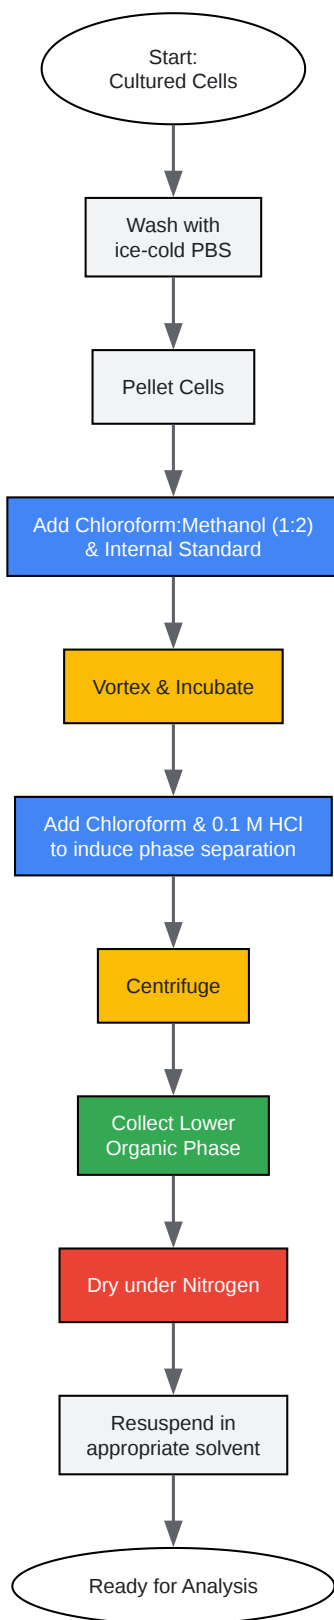 Start:
Cultured Cells
Wash with
ice-cold PBS
Pellet Cells
Add Chloroform:Methanol (1:2)
& Internal Standard
Vortex & Incubate
Add Chloroform & 0.1 M HCl
to induce phase separation
Centrifuge
Collect Lower
Organic Phase
Dry under Nitrogen
Resuspend in
appropriate solvent
Ready for Analysis